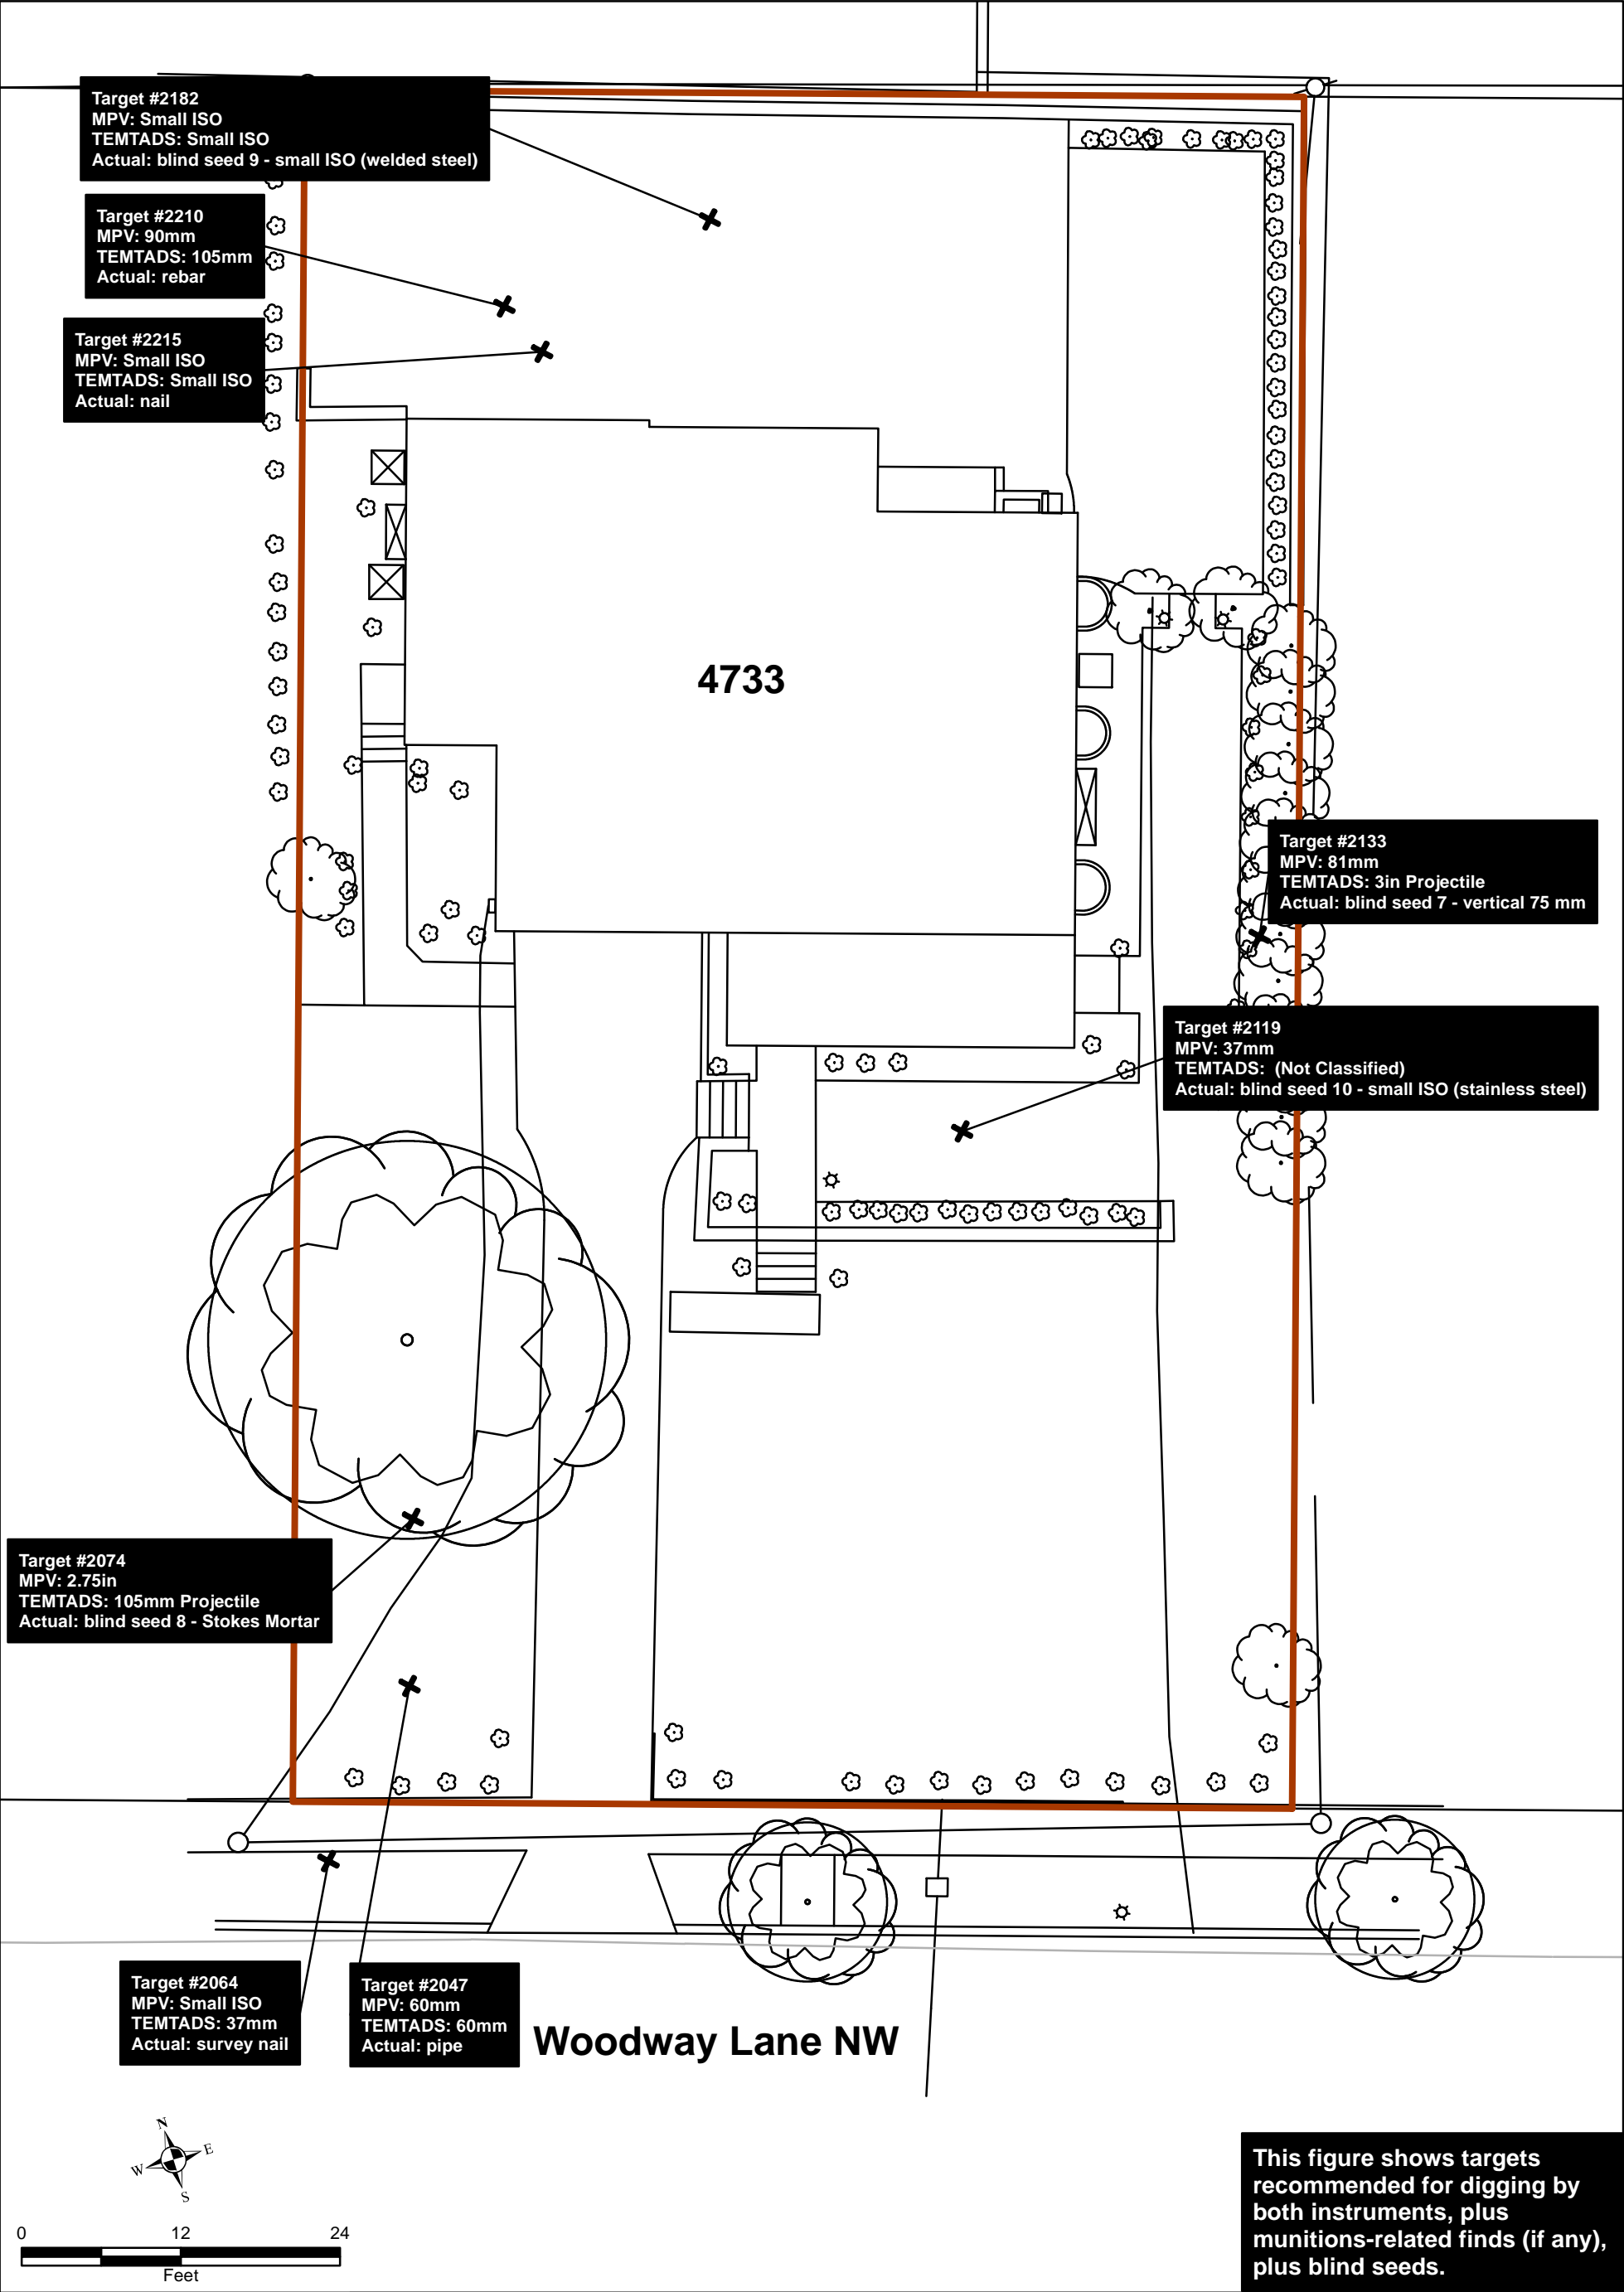 Target #2182
MPV: Small ISO
TEMTADS: Small ISO
Actual: blind seed 9 - small ISO (welded steel)
Target #2210
MPV: 90mm
TEMTADS: 105mm
Actual: rebar
Target #2215
MPV: Small ISO
TEMTADS: Small ISO
Actual: nail
4733
Target #2133
MPV: 81mm
TEMTADS: 3in Projectile
Actual: blind seed 7 - vertical 75 mm
Target #2119
MPV: 37mm
TEMTADS: (Not Classified)
Actual: blind seed 10 - small ISO (stainless steel)
Target #2074
MPV: 2.75in
TEMTADS: 105mm Projectile
Actual: blind seed 8 - Stokes Mortar
Target #2064
MPV: Small ISO
TEMTADS: 37mm
Actual: survey nail
Target #2047
MPV: 60mm
TEMTADS: 60mm
Actual: pipe
Woodway Lane NW
N
E
W
S
0 12 24
Feet
This figure shows targets
recommended for digging by
both instruments, plus
munitions-related finds (if any),
plus blind seeds.